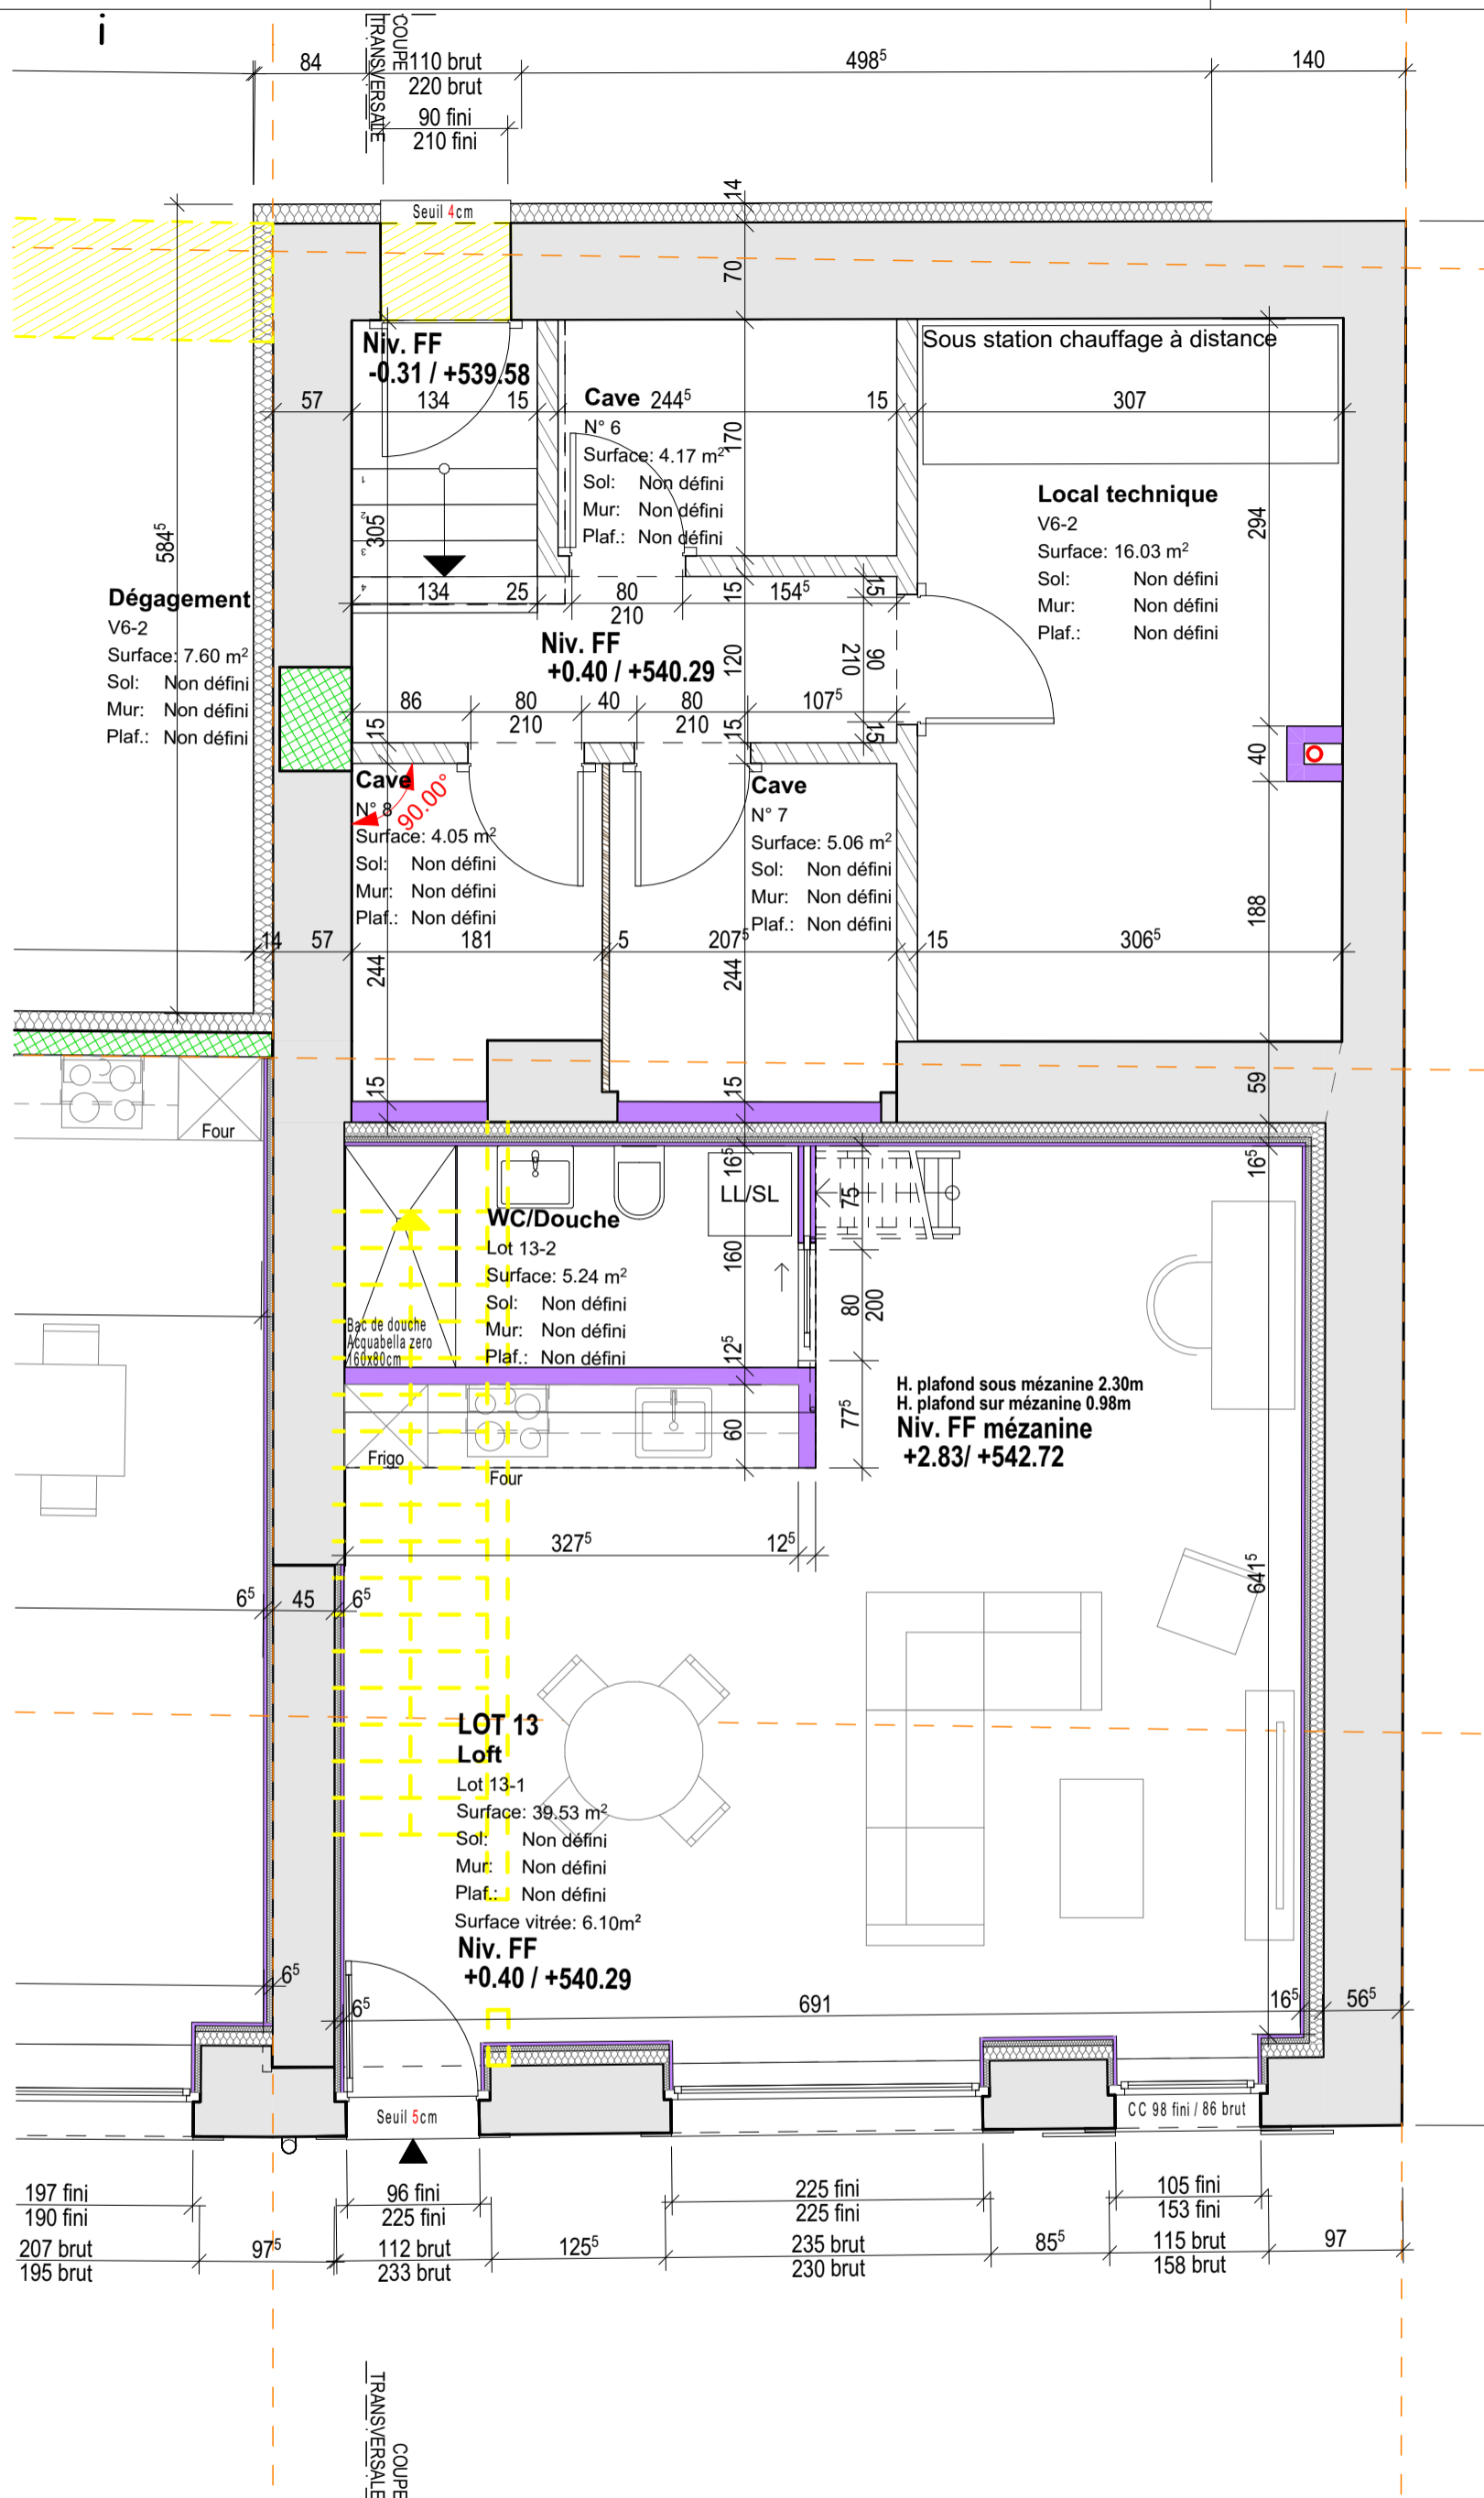 i
COUPE
TRANSVERSALE
84
110 brut
220 brut
90 fini
210 fini
498⁵
140
14
Seuil 4cm
70
Niv. FF
-0.31 / +539.58
57
134
15
Cave
244⁵
15
307
N° 6
Surface: 4.17 m²
Sol: Non défini
Mur: Non défini
Plaf.: Non défini
170
Sous station chauffage à distance
Local technique
V6-2
Surface: 16.03 m²
Sol: Non défini
Mur: Non défini
Plaf.: Non défini
294
584⁵
1
2
3
4
305
134
25
80
210
15
154⁵
15
Dégagement
V6-2
Surface: 7.60 m²
Sol: Non défini
Mur: Non défini
Plaf.: Non défini
Niv. FF
+0.40 / +540.29
120
90
210
86
80
210
40
80
210
107⁵
15
15
15
40
Cave
N° 8
90.00°
Surface: 4.05 m²
Sol: Non défini
Mur: Non défini
Plaf.: Non défini
Cave
N° 7
Surface: 5.06 m²
Sol: Non défini
Mur: Non défini
Plaf.: Non défini
188
14
57
181
5
207⁵
15
306⁵
244
244
15
15
59
Four
16⁵
16⁵
LL/SL
75
WC/Douche
Lot 13-2
Surface: 5.24 m²
Sol: Non défini
Mur: Non défini
Plaf.: Non défini
160
80
200
Bac de douche
Acquabella zero
160x80cm
12⁵
H. plafond sous mézanine 2.30m
H. plafond sur mézanine 0.98m
Niv. FF mézanine
+2.83/ +542.72
60
77⁵
Frigo
Four
327⁵
12⁵
641⁵
6⁵
45
6⁵
LOT 13
Loft
Lot 13-1
Surface: 39.53 m²
Sol: Non défini
Mur: Non défini
Plaf.: Non défini
Surface vitrée: 6.10m²
Niv. FF
+0.40 / +540.29
6⁵
6⁵
691
16⁵
56⁵
Seuil 5cm
CC 98 fini / 86 brut
197 fini
190 fini
96 fini
225 fini
225 fini
225 fini
105 fini
153 fini
207 brut
195 brut
97⁵
112 brut
233 brut
125⁵
235 brut
230 brut
85⁵
115 brut
158 brut
97
COUPE
TRANSVERSALE